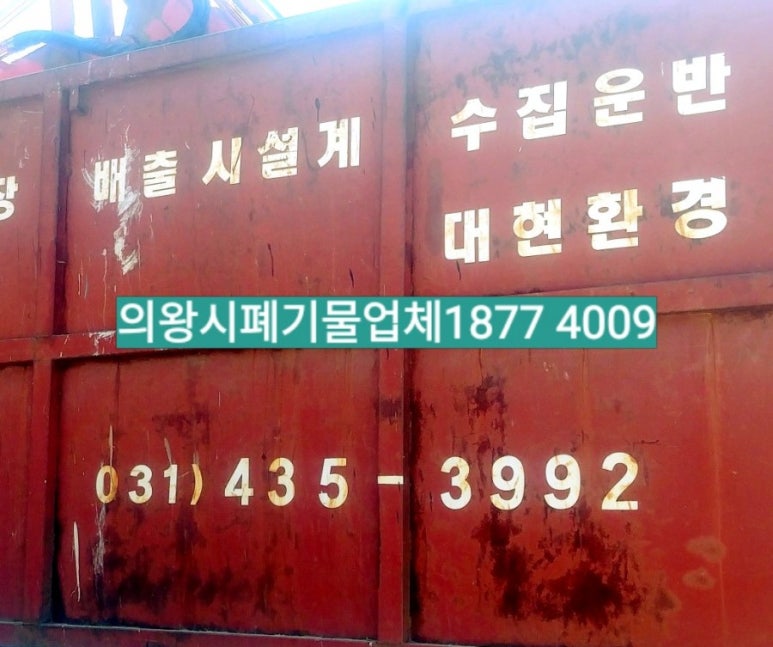 장 배출시설계 수집운반
대현환경
의왕시폐기물업체1877 4009
031) 435-3992